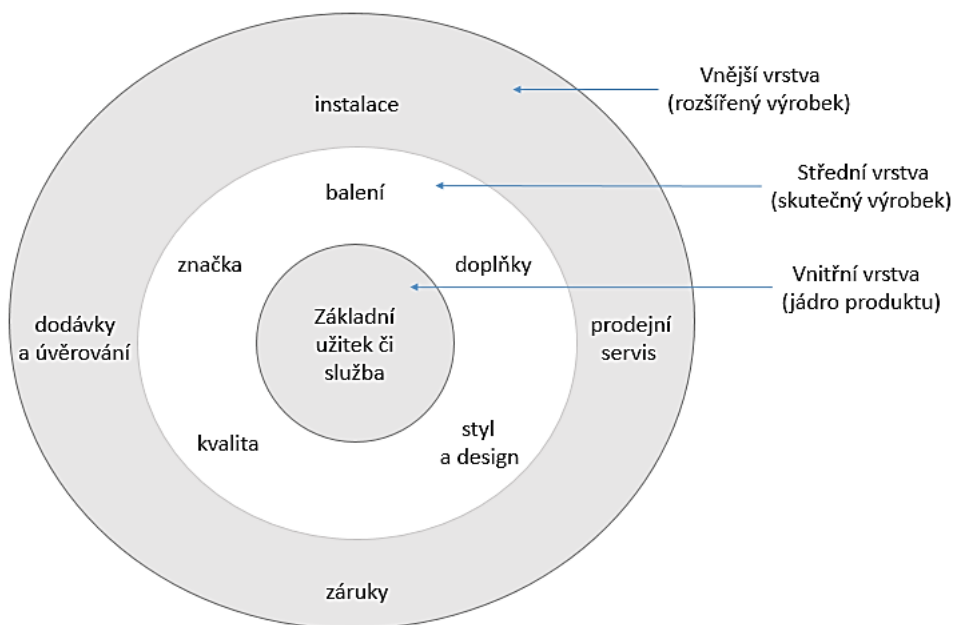 Vnější vrstva
(rozšířený výrobek)
instalace
Střední vrstva
(skutečný výrobek)
balení
značka
doplňky
Vnitřní vrstva
(jádro produktu)
Základní
užitek či
služba
dodávky
a úvěrování
prodejní
servis
kvalita
styl
a design
záruky